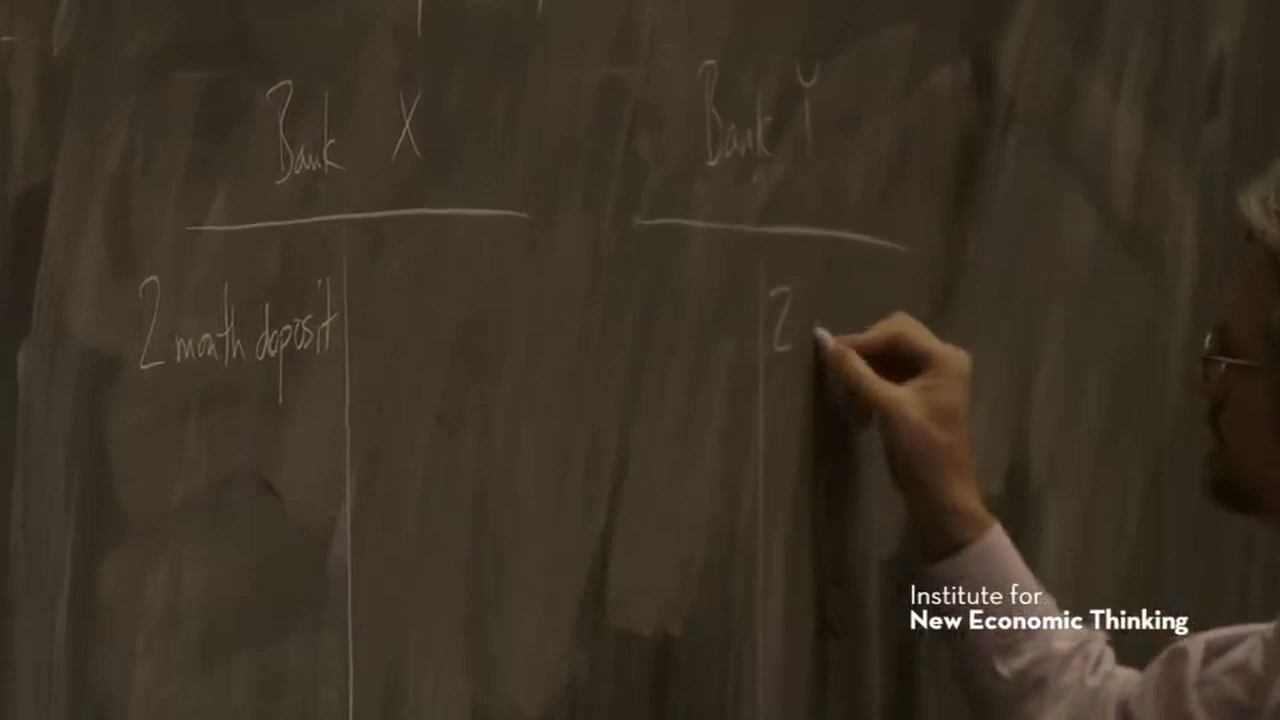 Bank X
Bank Y
2 month deposit
2
Institute for
New Economic Thinking